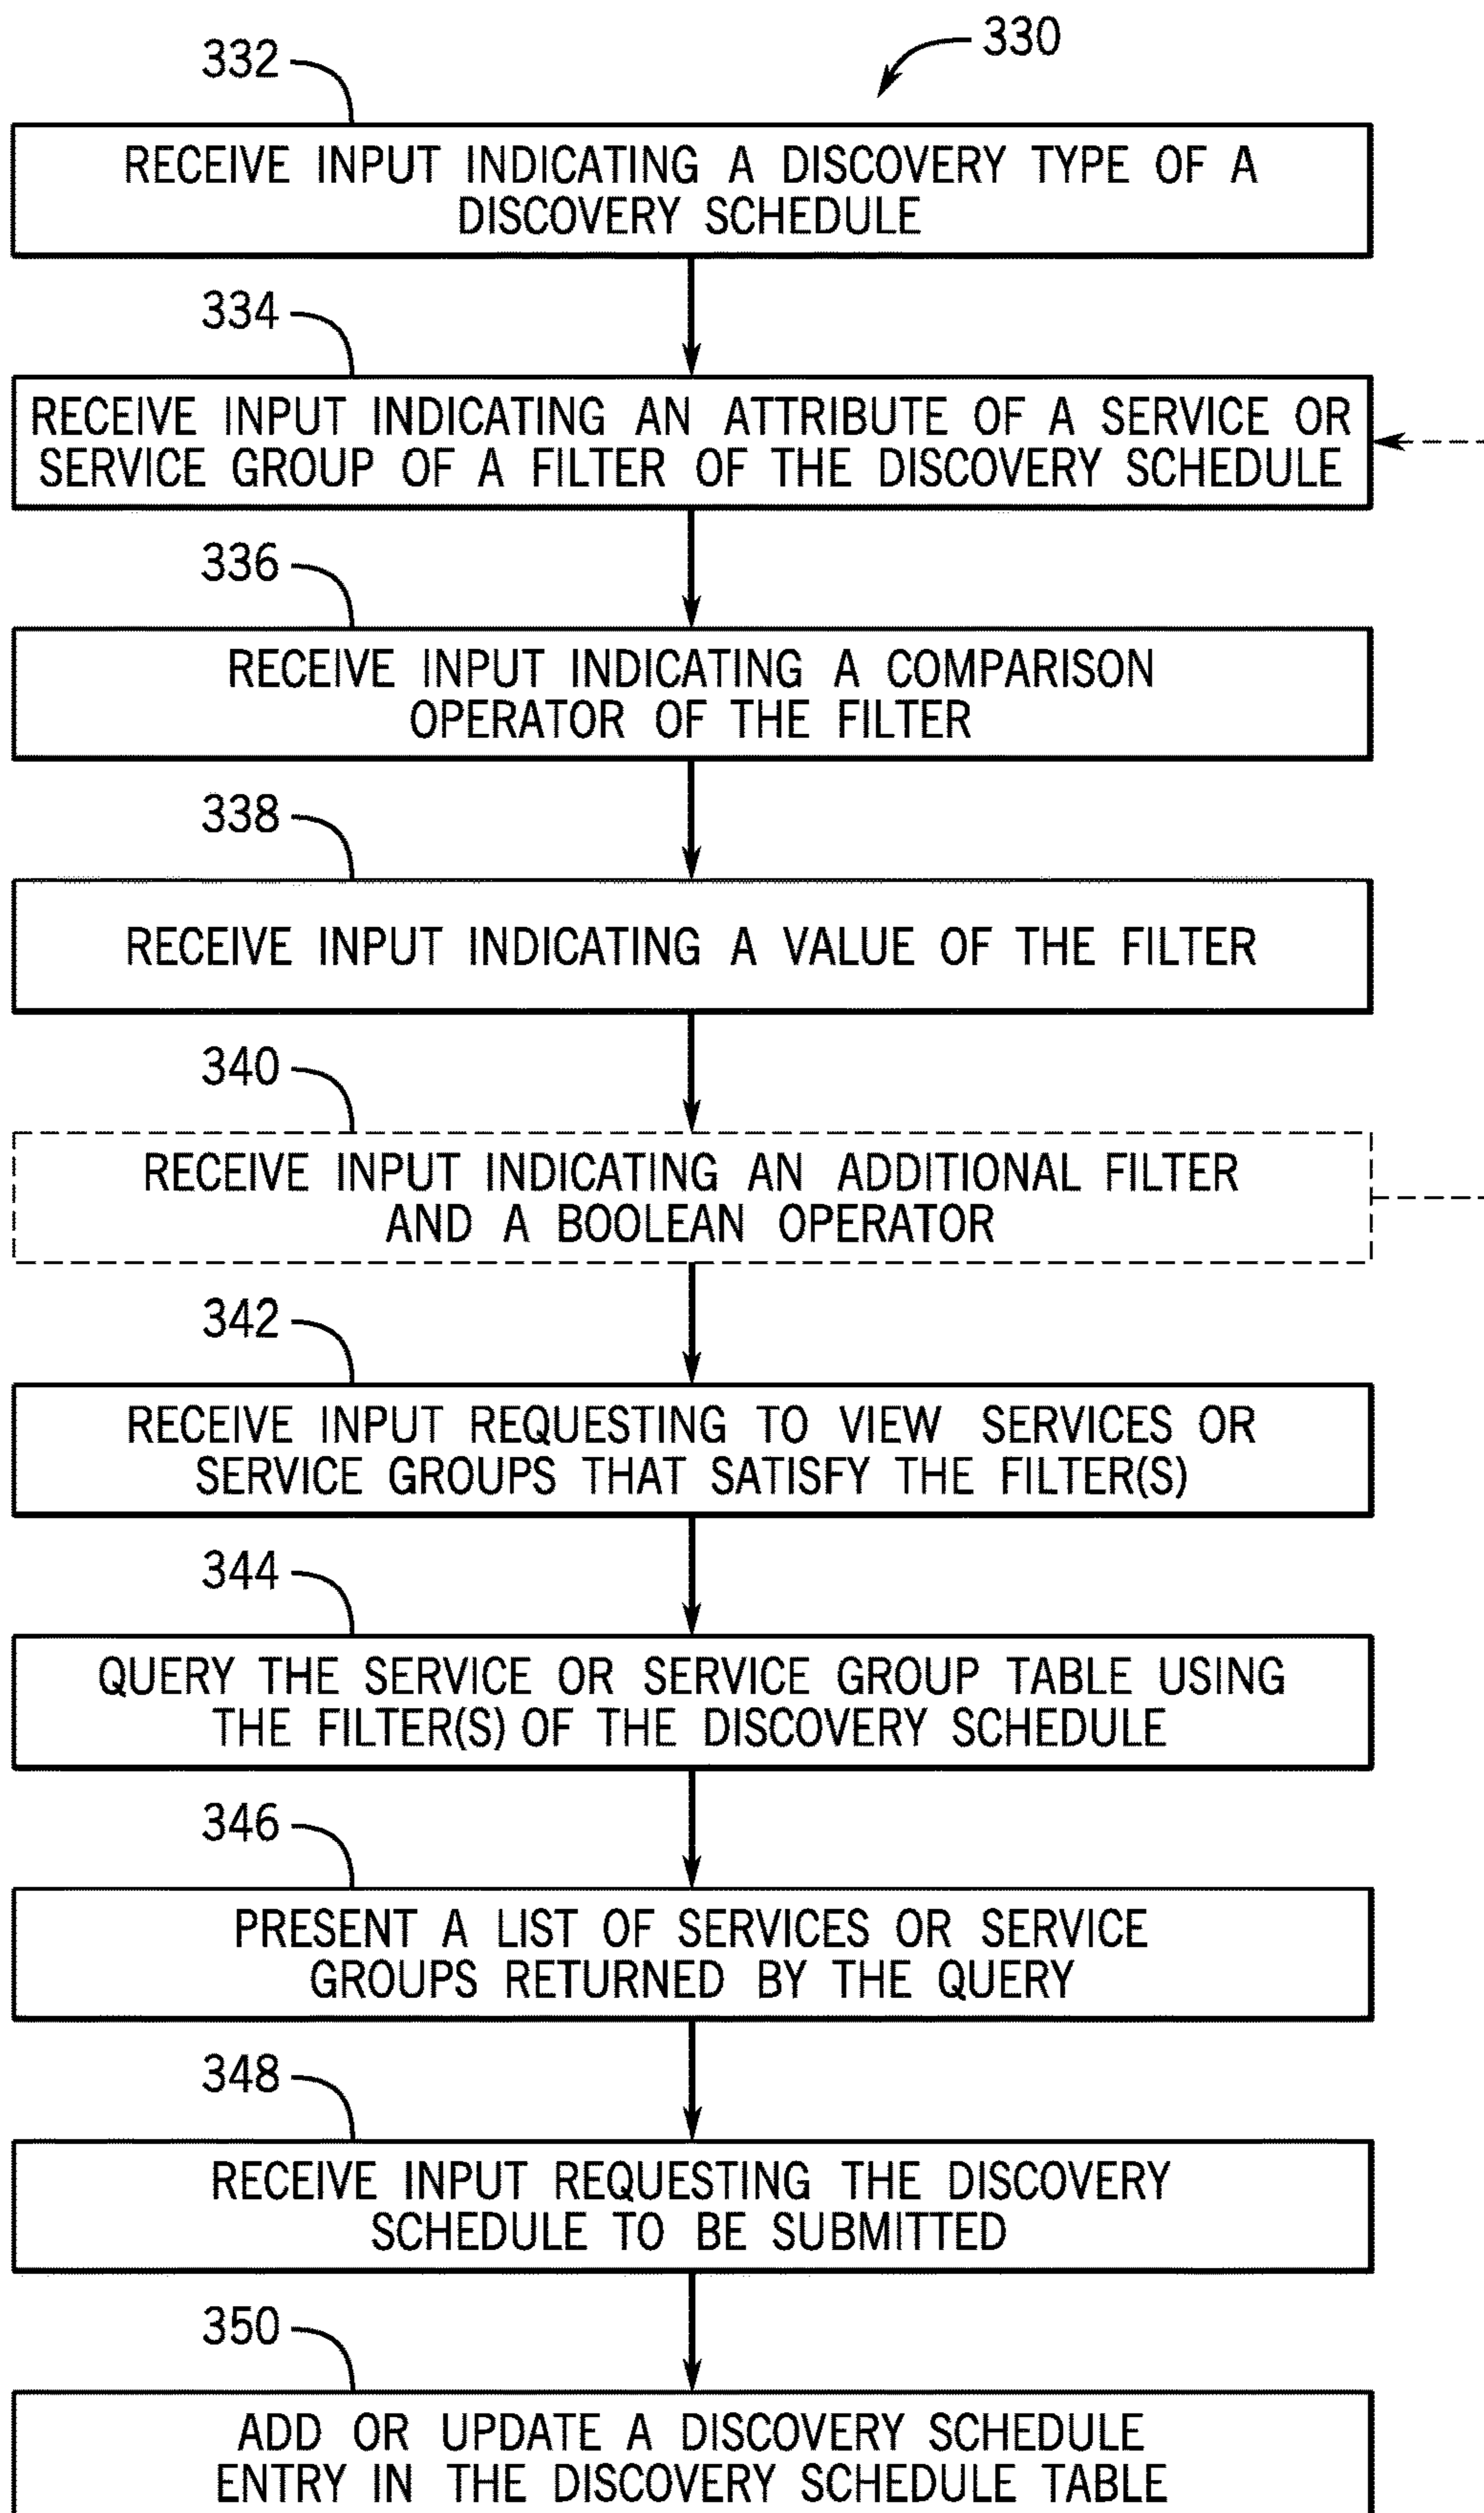 330
332
RECEIVE INPUT INDICATING A DISCOVERY TYPE OF A
DISCOVERY SCHEDULE
334
RECEIVE INPUT INDICATING AN ATTRIBUTE OF A SERVICE OR
SERVICE GROUP OF A FILTER OF THE DISCOVERY SCHEDULE
336
RECEIVE INPUT INDICATING A COMPARISON
OPERATOR OF THE FILTER
338
RECEIVE INPUT INDICATING A VALUE OF THE FILTER
340
RECEIVE INPUT INDICATING AN ADDITIONAL FILTER
AND A BOOLEAN OPERATOR
342
RECEIVE INPUT REQUESTING TO VIEW SERVICES OR
SERVICE GROUPS THAT SATISFY THE FILTER(S)
344
QUERY THE SERVICE OR SERVICE GROUP TABLE USING
THE FILTER(S) OF THE DISCOVERY SCHEDULE
346
PRESENT A LIST OF SERVICES OR SERVICE
GROUPS RETURNED BY THE QUERY
348
RECEIVE INPUT REQUESTING THE DISCOVERY
SCHEDULE TO BE SUBMITTED
350
ADD OR UPDATE A DISCOVERY SCHEDULE
ENTRY IN THE DISCOVERY SCHEDULE TABLE